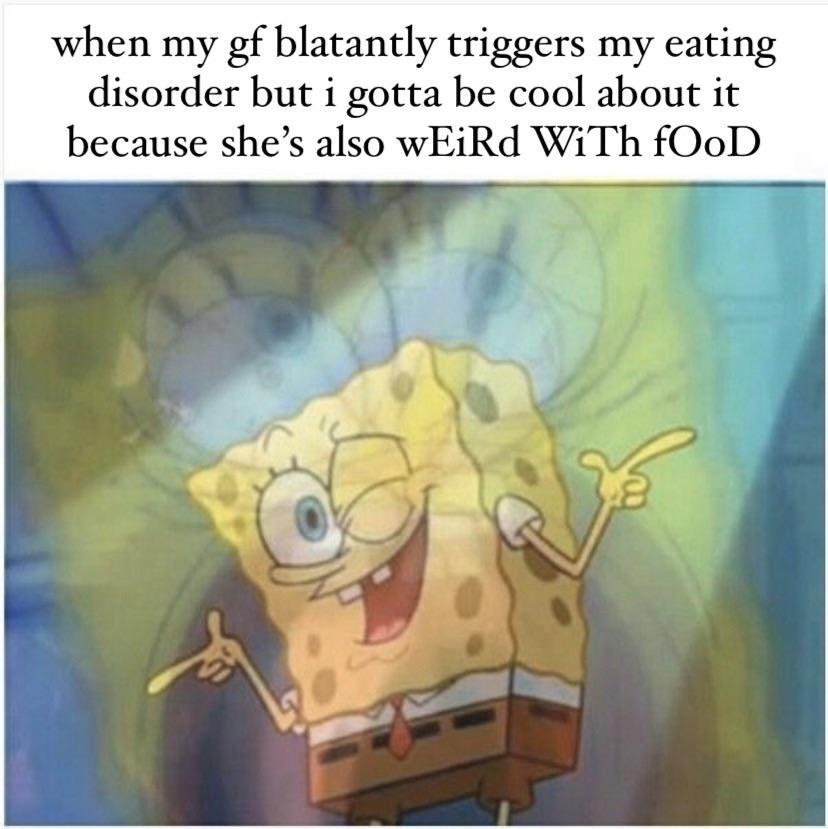 when my gf blatantly triggers my eating
disorder but i gotta be cool about it
because she’s also wEiRd WiTh fOoD